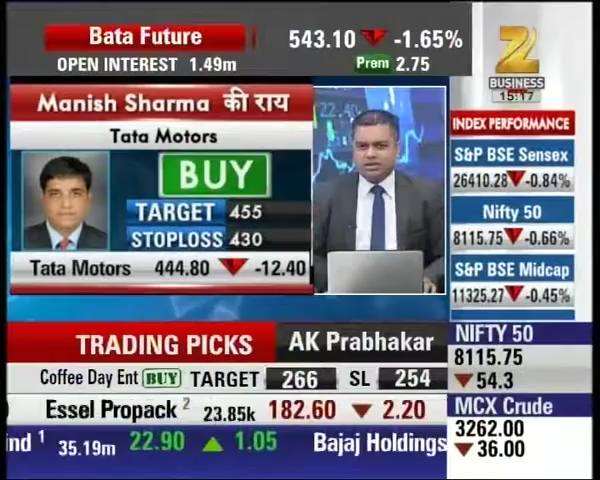 Bata Future
543.10 -1.65%
OPEN INTEREST 1.49m
Prem 2.75
Z
BUSINESS
15:17
Manish Sharma की राय
Tata Motors
BUY
TARGET 455
STOPLOSS 430
Tata Motors 444.80 -12.40
INDEX PERFORMANCE
S&P BSE Sensex
26410.28 -0.84%
Nifty 50
8115.75 -0.66%
S&P BSE Midcap
11325.27 -0.45%
TRADING PICKS AK Prabhakar
Coffee Day Ent BUY TARGET 266 SL 254
Essel Propack 2 23.85k 182.60 2.20
ind 1 35.19m 22.90 1.05 Bajaj Holdings
NIFTY 50
8115.75
54.3
MCX Crude
3262.00
36.00